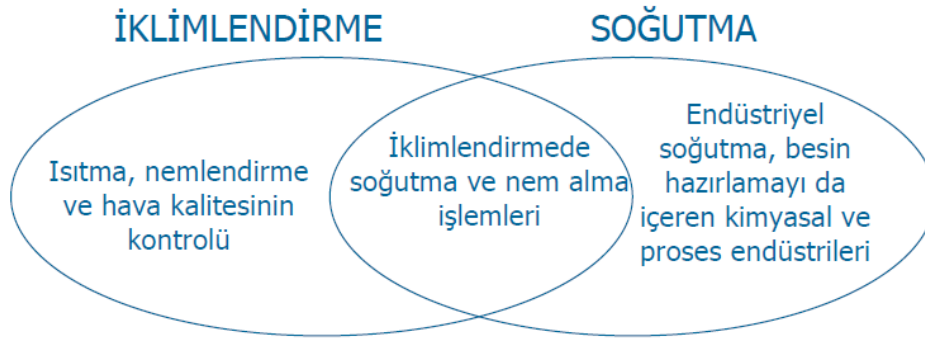 İKLİMLENDİRME
SOĞUTMA
Isıtma, nemlendirme
ve hava kalitesinin
kontrolü
İklimlendirmede
soğutma ve nem alma
işlemleri
Endüstriyel
soğutma, besin
hazırlamayı da
içeren kimyasal ve
proses endüstrileri